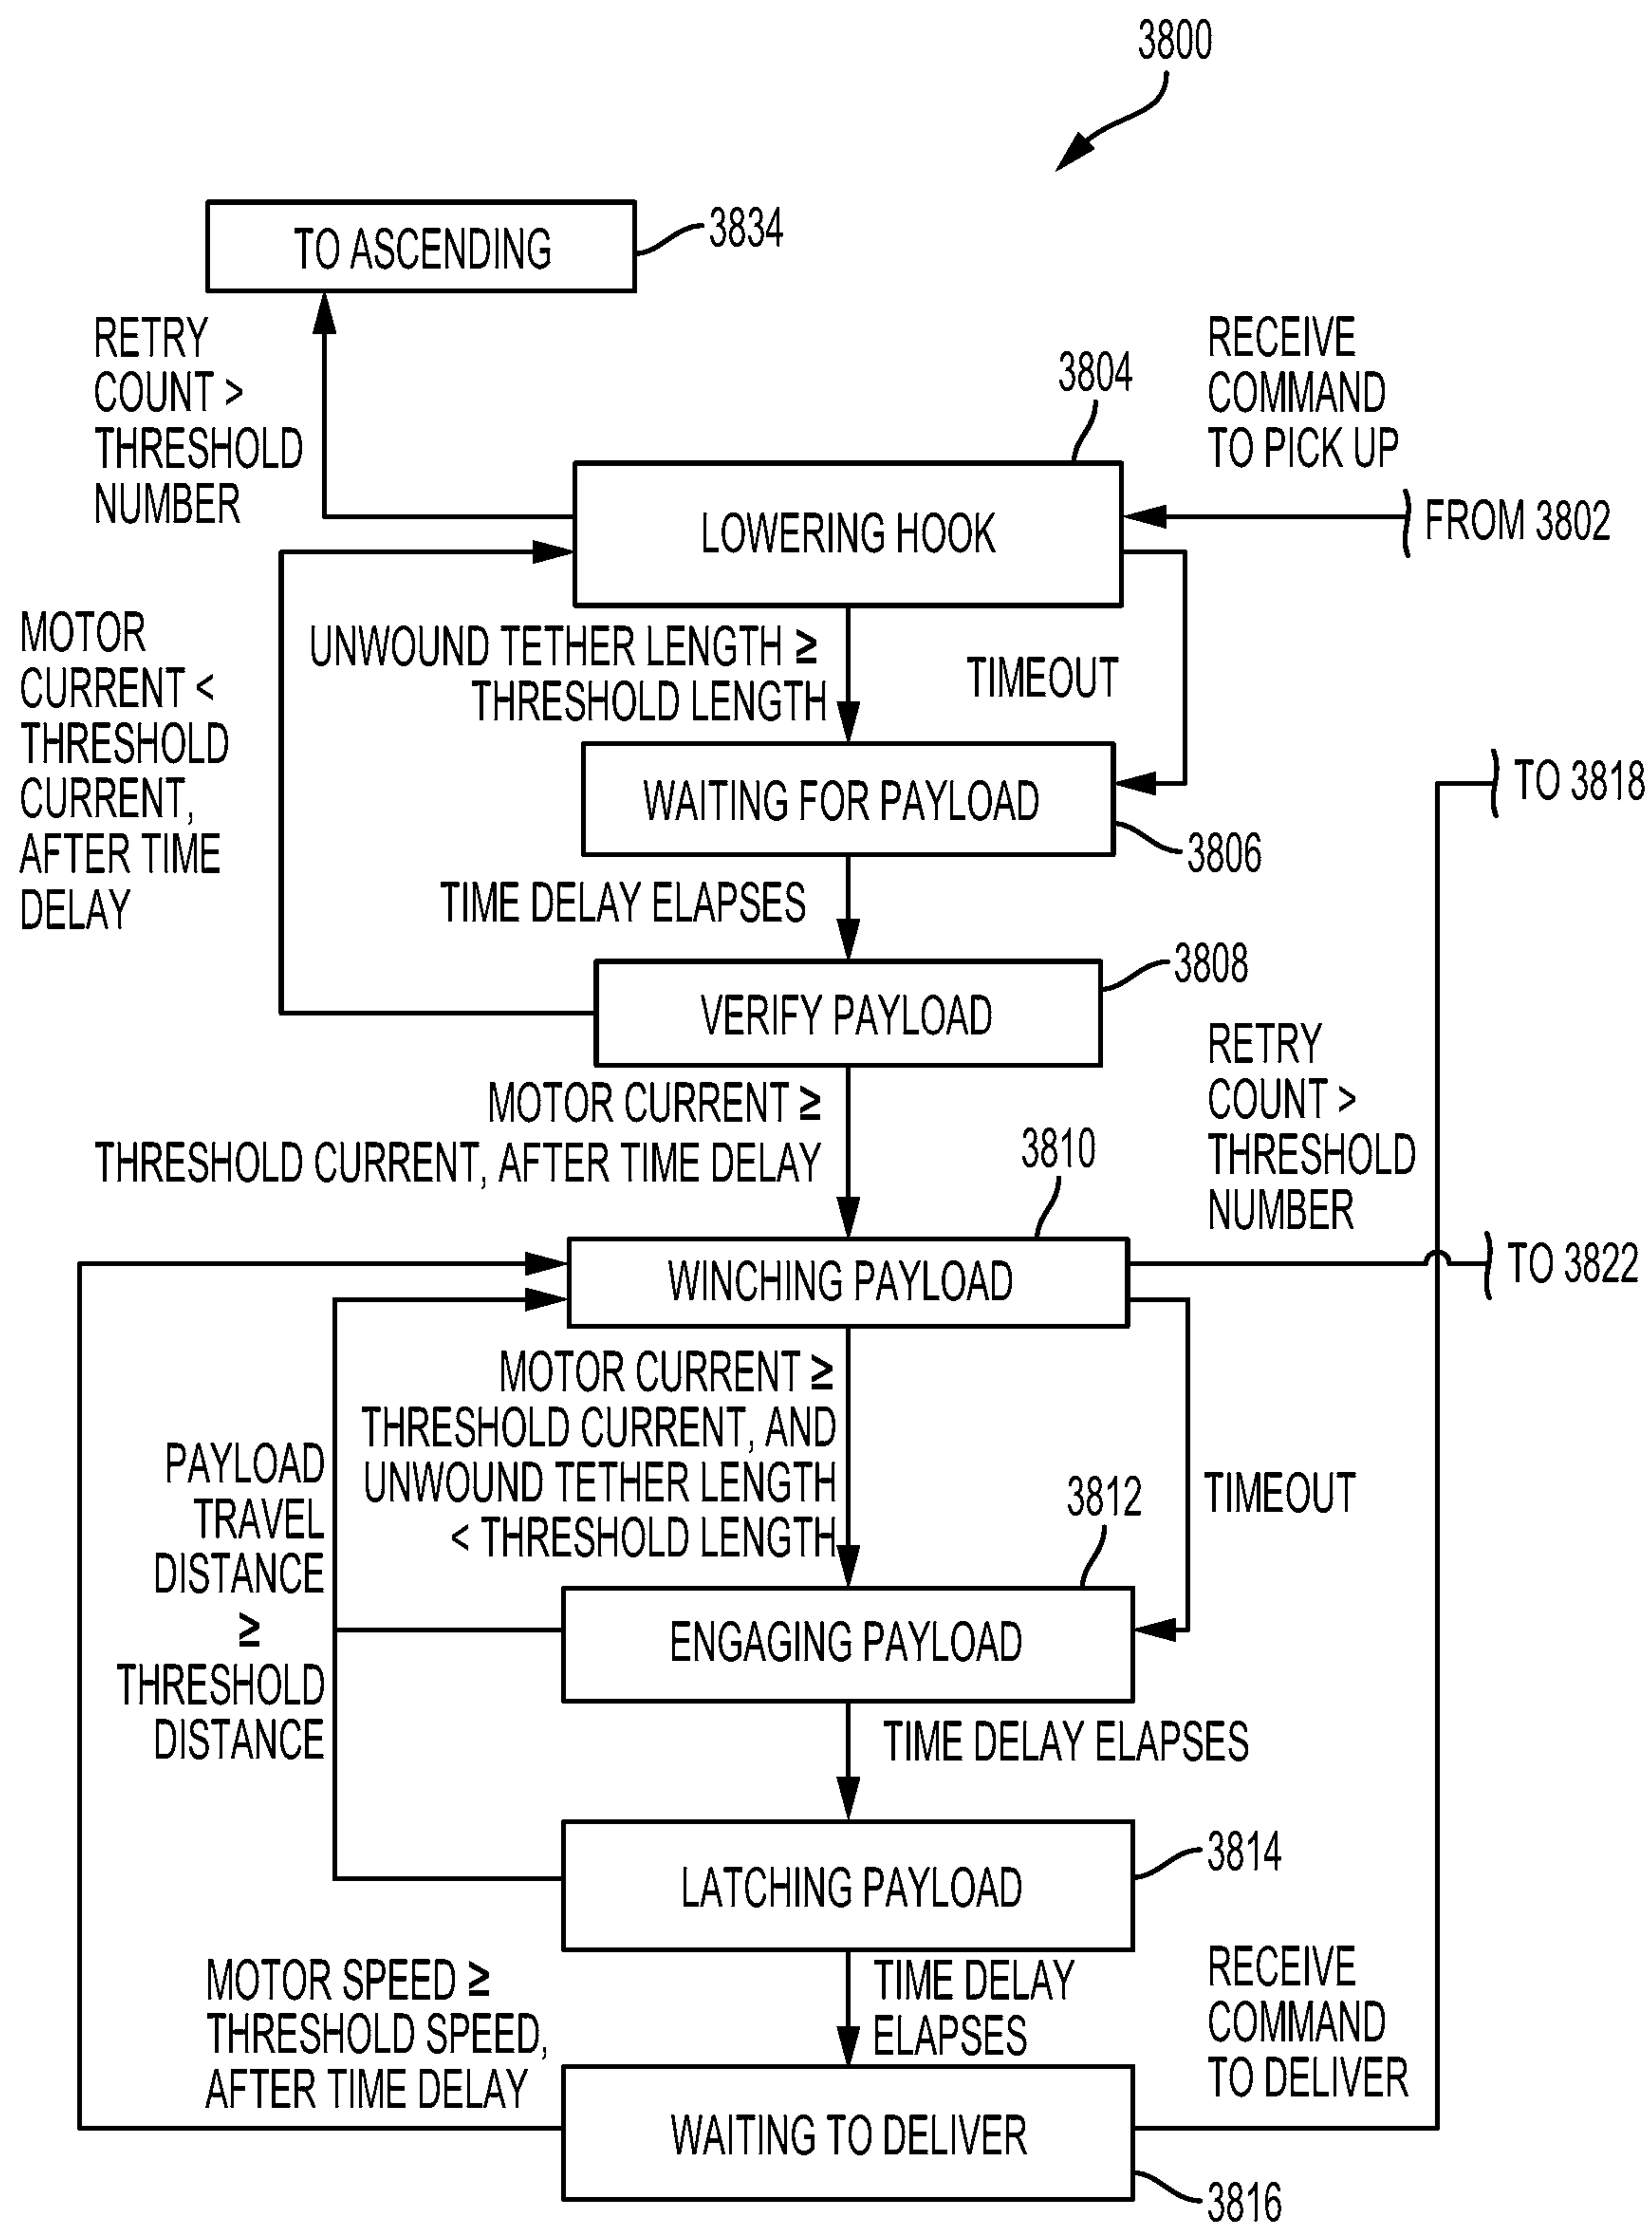 3800
TO ASCENDING
3834
RETRY
COUNT >
THRESHOLD
NUMBER
3804
RECEIVE
COMMAND
TO PICK UP
LOWERING HOOK
FROM 3802
MOTOR
CURRENT <
THRESHOLD
CURRENT,
AFTER TIME
DELAY
UNWOUND TETHER LENGTH ≥
THRESHOLD LENGTH
TIMEOUT
TO 3818
WAITING FOR PAYLOAD
3806
TIME DELAY ELAPSES
3808
VERIFY PAYLOAD
MOTOR CURRENT ≥
THRESHOLD CURRENT, AFTER TIME DELAY
RETRY
COUNT >
THRESHOLD
NUMBER
3810
WINCHING PAYLOAD
TO 3822
MOTOR CURRENT ≥
THRESHOLD CURRENT, AND
UNWOUND TETHER LENGTH
< THRESHOLD LENGTH
PAYLOAD
TRAVEL
DISTANCE
≥
THRESHOLD
DISTANCE
3812
TIMEOUT
ENGAGING PAYLOAD
TIME DELAY ELAPSES
LATCHING PAYLOAD
3814
MOTOR SPEED ≥
THRESHOLD SPEED,
AFTER TIME DELAY
TIME DELAY
ELAPSES
RECEIVE
COMMAND
TO DELIVER
WAITING TO DELIVER
3816